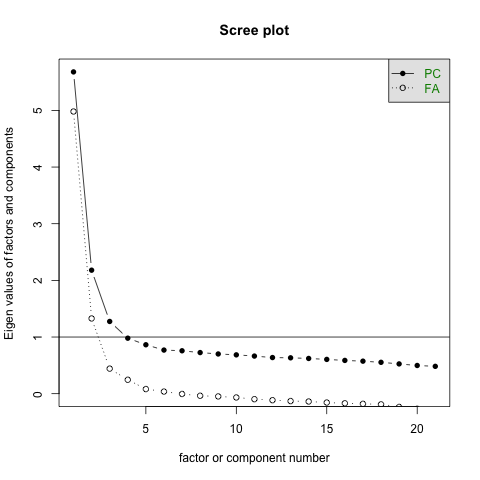 Scree plot
PC
FA
Eigen values of factors and components
5
4
3
2
1
0
5
10
15
20
factor or component number